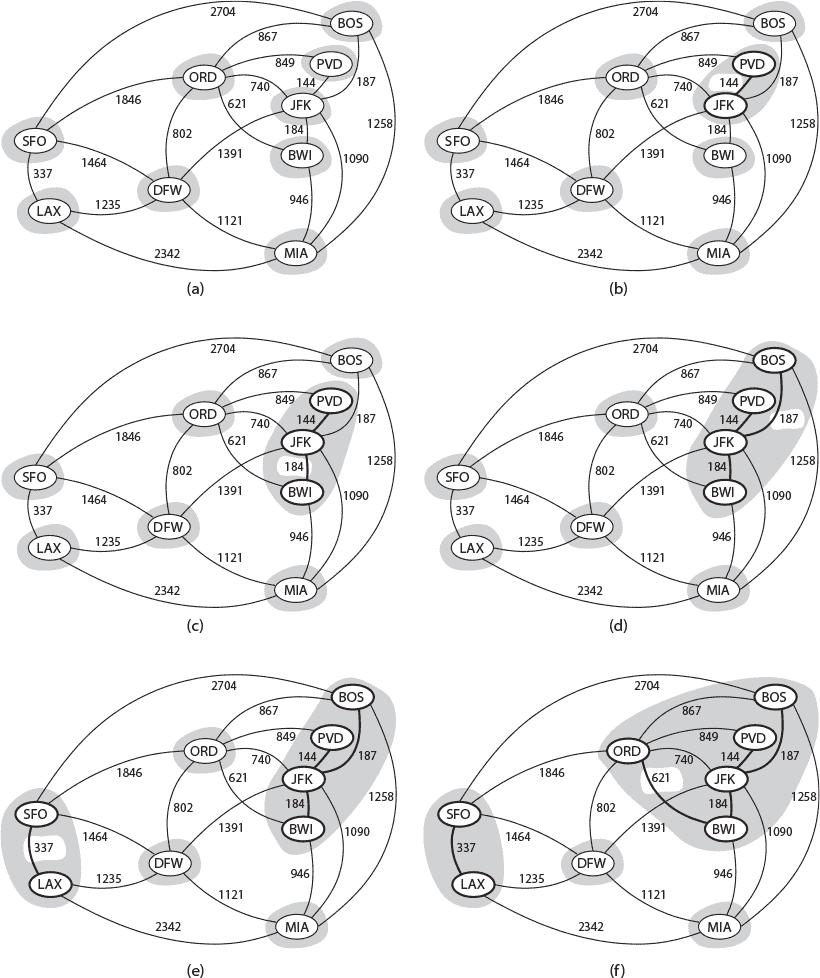 2704
BOS
867
849 PVD
ORD
144 187
740
JFK
1846 621
184
1258
802
SFO
1391 BWI 1090
1464
337
DFW
946
LAX 1235
1121
2342 MIA
(a)
2704
BOS
867
849 PVD
ORD
144 187
740
JFK
1846 621
184
1258
802
SFO
1391 BWI 1090
1464
337
DFW
946
LAX 1235
1121
2342 MIA
(b)
2704
BOS
867
849 PVD
ORD
144 187
740
JFK
1846 621
184
1258
802
SFO
1391 BWI 1090
1464
337
DFW
946
LAX 1235
1121
2342 MIA
(c)
2704
BOS
867
849 PVD
ORD
144 187
740
JFK
1846 621
184
1258
802
SFO
1391 BWI 1090
1464
337
DFW
946
LAX 1235
1121
2342 MIA
(d)
2704
BOS
867
849 PVD
ORD
144 187
740
JFK
1846 621
184
1258
802
SFO
1391 BWI 1090
1464
337
DFW
946
LAX 1235
1121
2342 MIA
(e)
2704
BOS
867
849 PVD
ORD
144 187
740
JFK
1846 621
184
1258
802
SFO
1391 BWI 1090
1464
337
DFW
946
LAX 1235
1121
2342 MIA
(f)